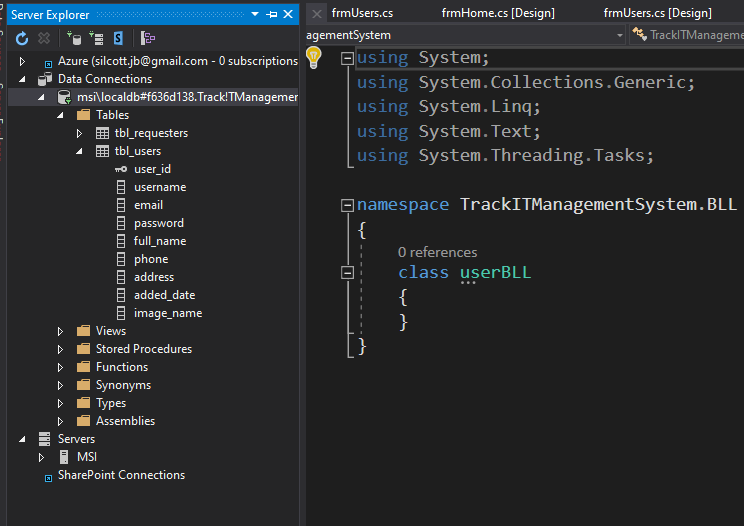 Server Explorer
Azure (silcott.jb@gmail.com - 0 subscriptions
Data Connections
msi\localdb#f636d138.Track!TManagemer
Tables
tbl_requesters
tbl_users
user_id
username
email
password
full_name
phone
address
added_date
image_name
Views
Stored Procedures
Functions
Synonyms
Types
Assemblies
Servers
MSI
SharePoint Connections
frmUsers.cs frmHome.cs [Design] frmUsers.cs [Design]
agementSystem TrackITManageme
using System;
using System.Collections.Generic;
using System.Linq;
using System.Text;
using System.Threading.Tasks;
namespace TrackITManagementSystem.BLL
{
0 references
class userBLL
{
}
}